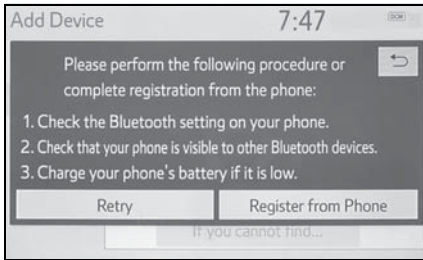 Add Device
7:47
DCM
Please perform the following procedure or
complete registration from the phone:
1. Check the Bluetooth setting on your phone.
2. Check that your phone is visible to other Bluetooth devices.
3. Charge your phone's battery if it is low.
Retry
Register from Phone
If you cannot find...